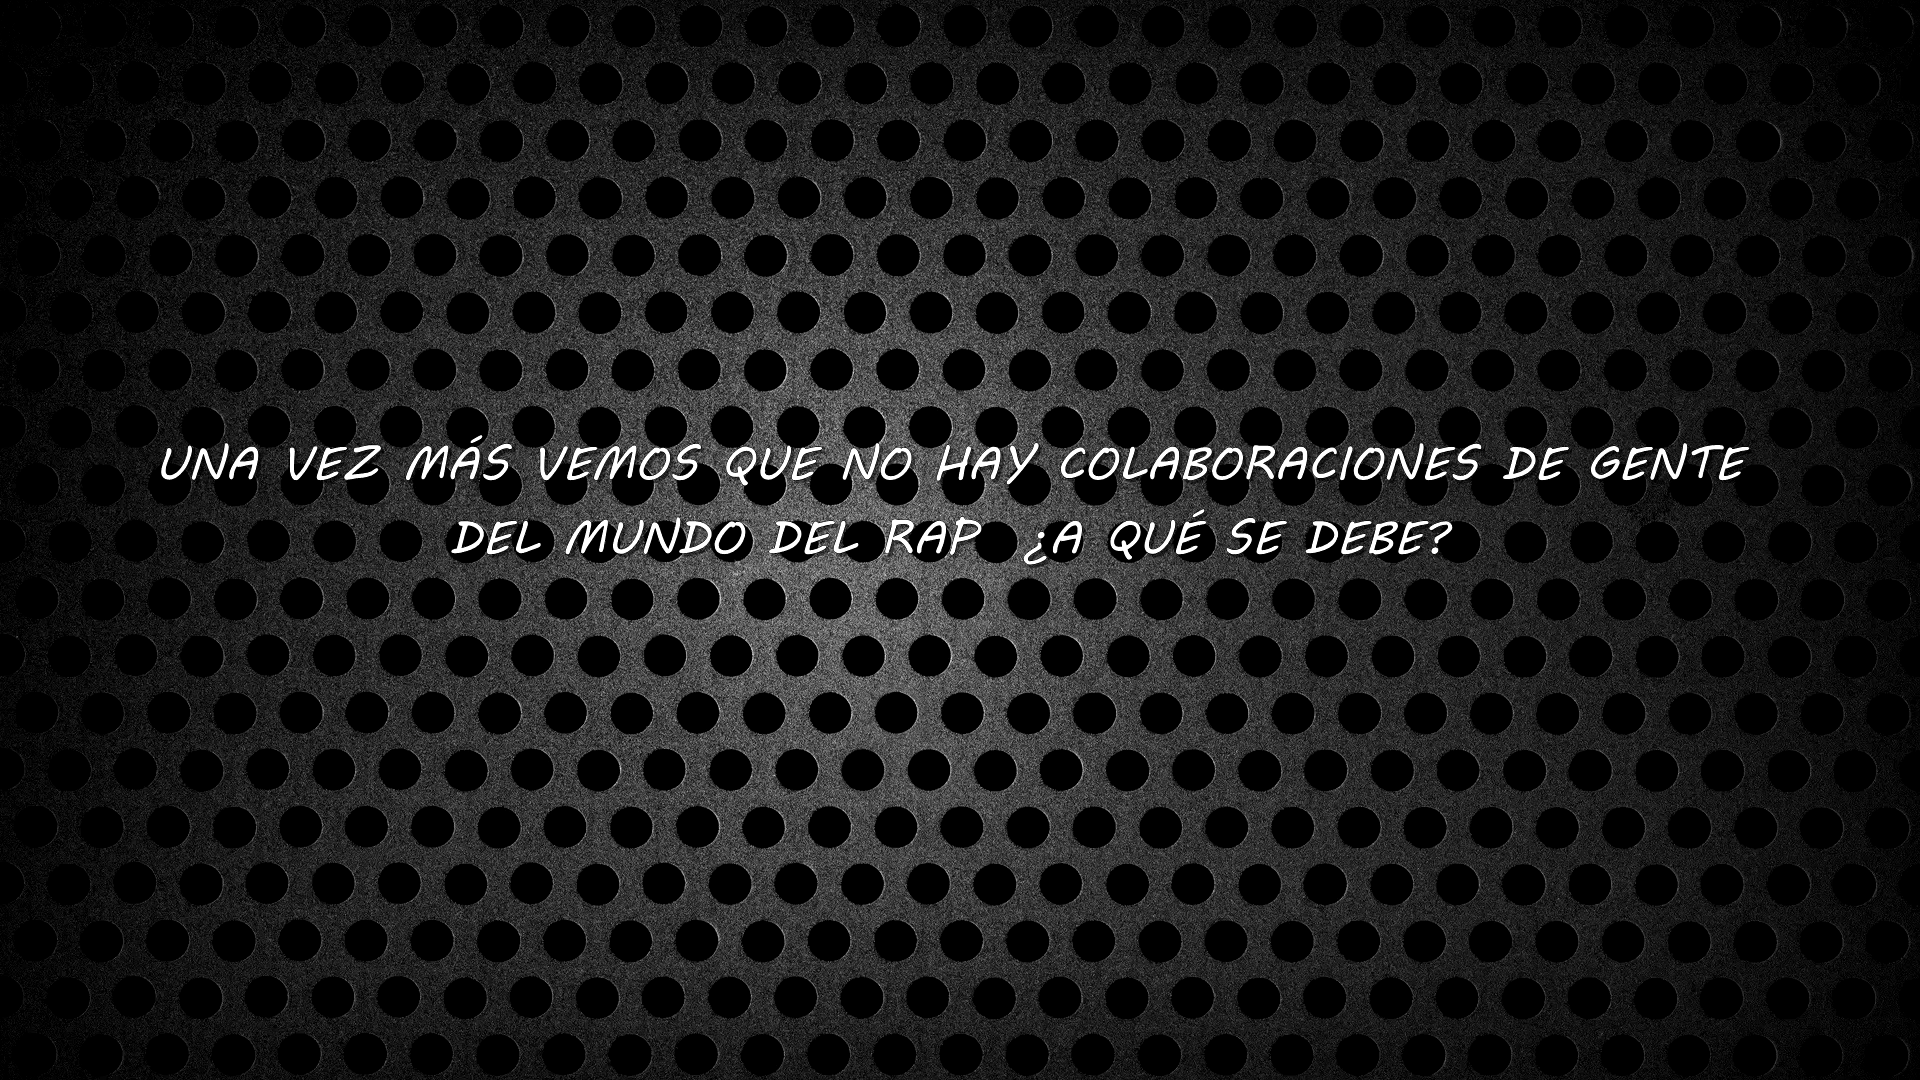 UNA VEZ MÁS VEMOS QUE NO HAY COLABORACIONES DE GENTE
DEL MUNDO DEL RAP ¿A QUÉ SE DEBE?